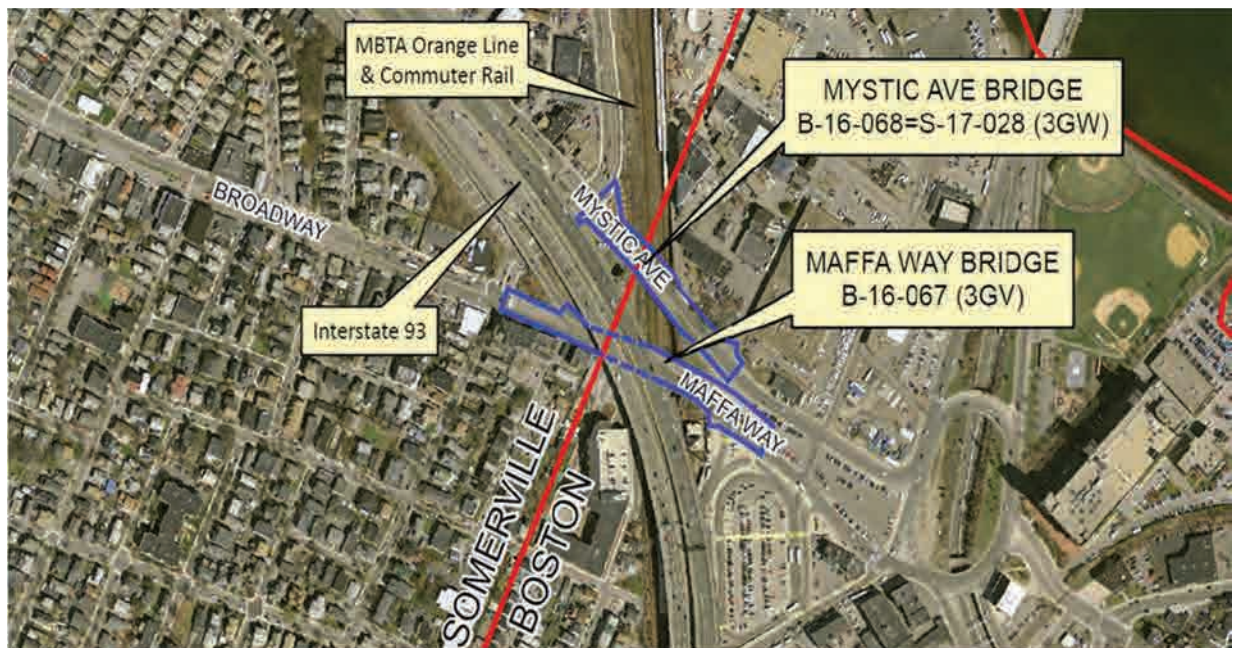 MBTA Orange Line
& Commuter Rail
MYSTIC AVE BRIDGE
B-16-068=S-17-028 (3GW)
BROADWAY
MYSTIC AVE
MAFFA WAY BRIDGE
B-16-067 (3GV)
Interstate 93
MAFFA WAY
SOMERVILLE
BOSTON